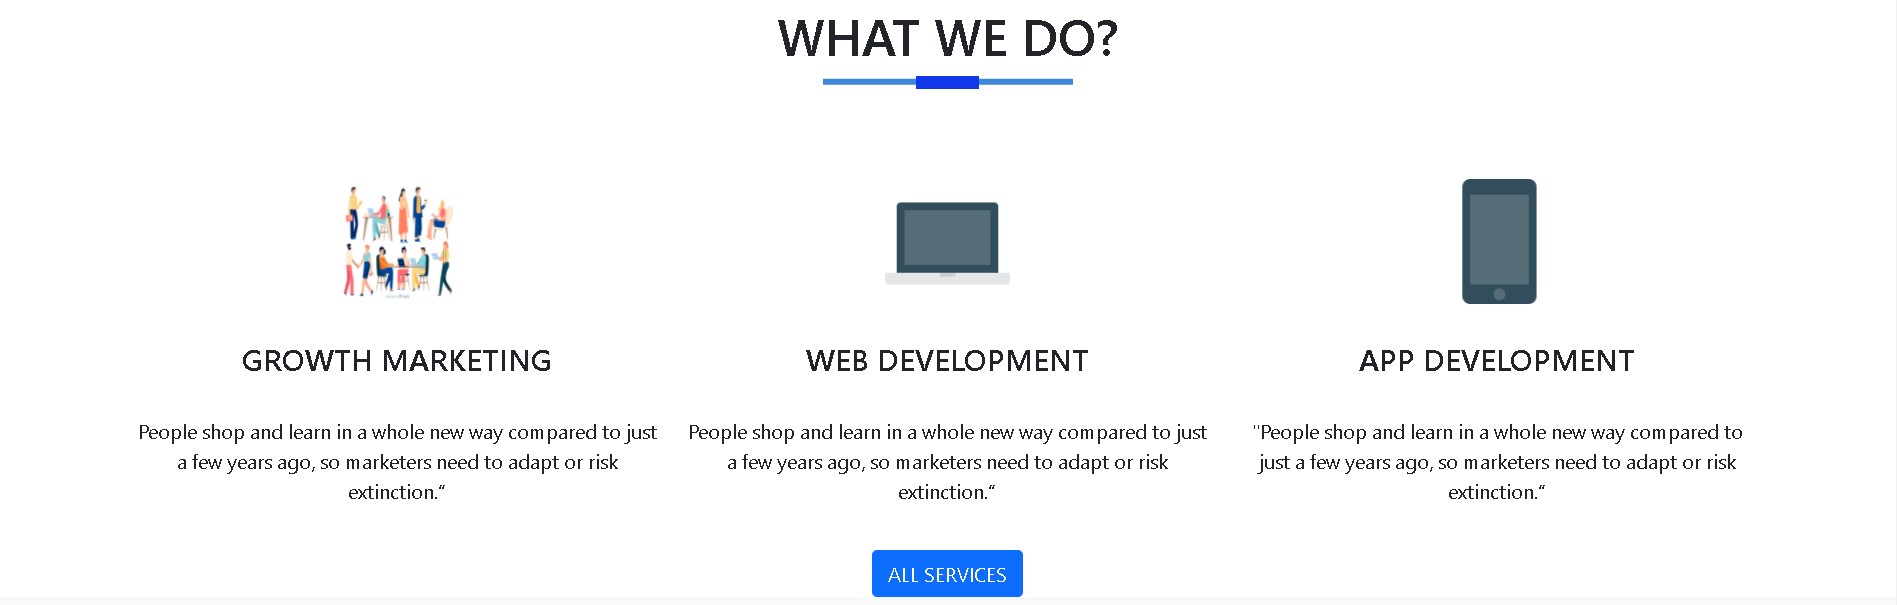 WHAT WE DO?
GROWTH MARKETING
People shop and learn in a whole new way compared to just
a few years ago, so marketers need to adapt or risk
extinction.“
WEB DEVELOPMENT
People shop and learn in a whole new way compared to just
a few years ago, so marketers need to adapt or risk
extinction.“
APP DEVELOPMENT
"People shop and learn in a whole new way compared to
just a few years ago, so marketers need to adapt or risk
extinction.“
ALL SERVICES